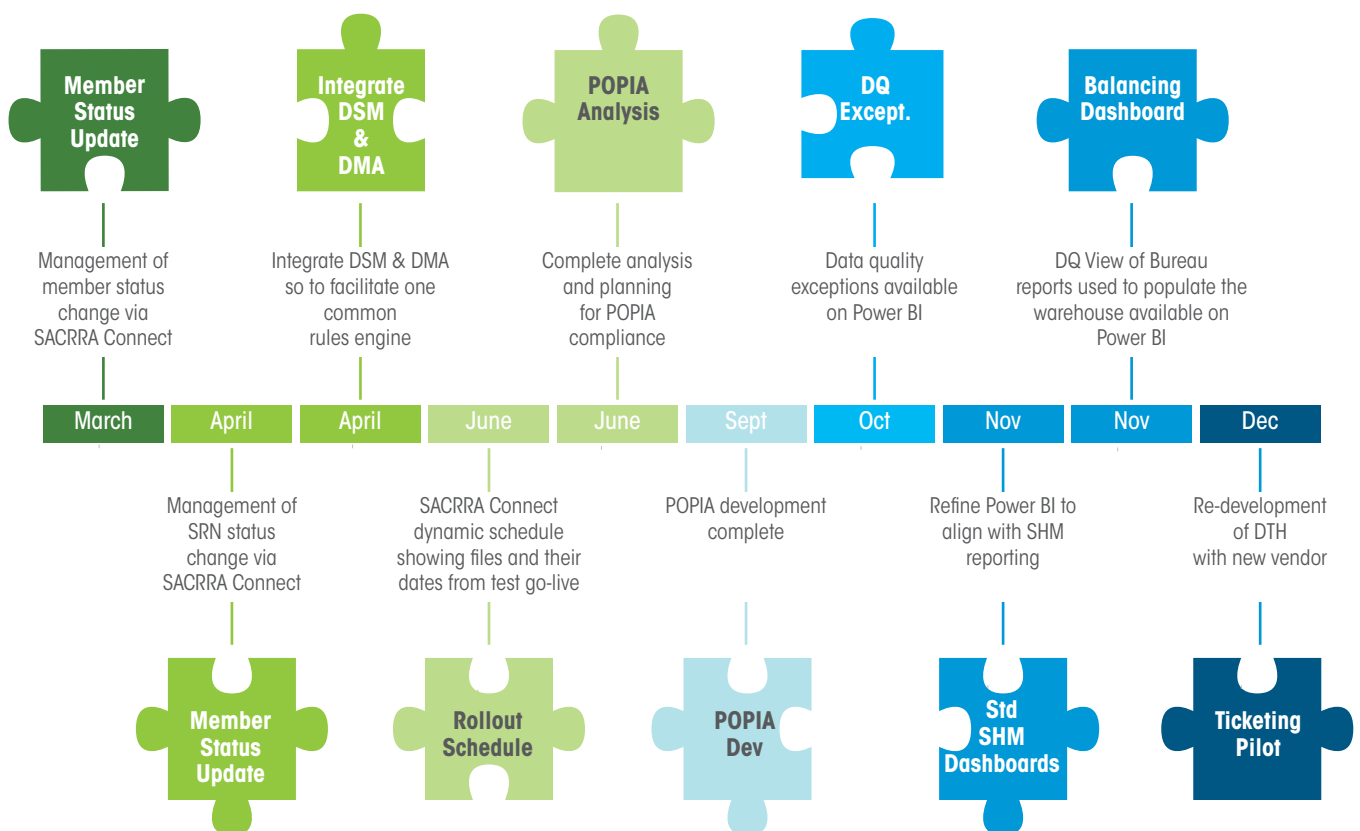 Member
Status
Update
Integrate
DSM
&
DMA
POPIA
Analysis
DQ
Except.
Balancing
Dashboard
Management of
member status
change via
SACRRA Connect
Integrate DSM & DMA
so to facilitate one
common
rules engine
Complete analysis
and planning
for POPIA
compliance
Data quality
exceptions available
on Power BI
DQ View of Bureau
reports used to populate the
warehouse available on
Power BI
March
April
April
June
June
Sept
Oct
Nov
Nov
Dec
Management of
SRN status
change via
SACRRA Connect
SACRRA Connect
dynamic schedule
showing files and their
dates from test go-live
POPIA development
complete
Refine Power BI to
align with SHM
reporting
Re-development
of DTH
with new vendor
Member
Status
Update
Rollout
Schedule
POPIA
Dev
Std
SHM
Dashboards
Ticketing
Pilot